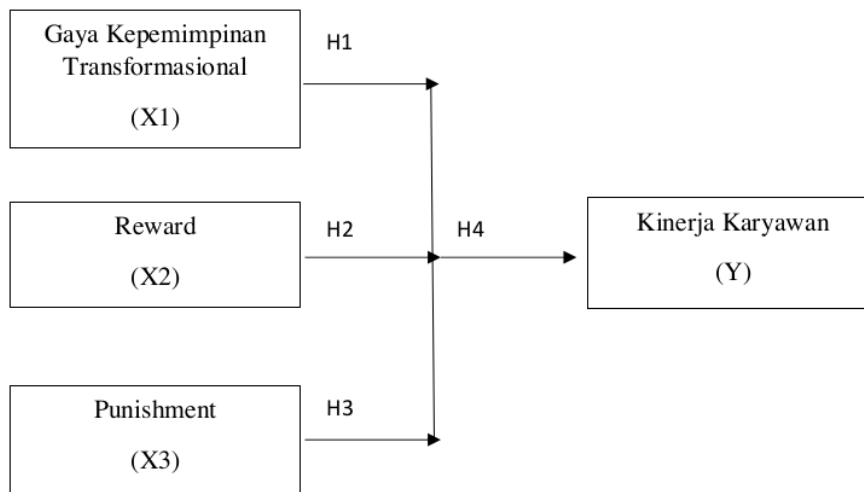 Gaya Kepemimpinan
Transformasional
(X1)
H1
Reward
(X2)
H2
H4
Kinerja Karyawan
(Y)
Punishment
(X3)
H3